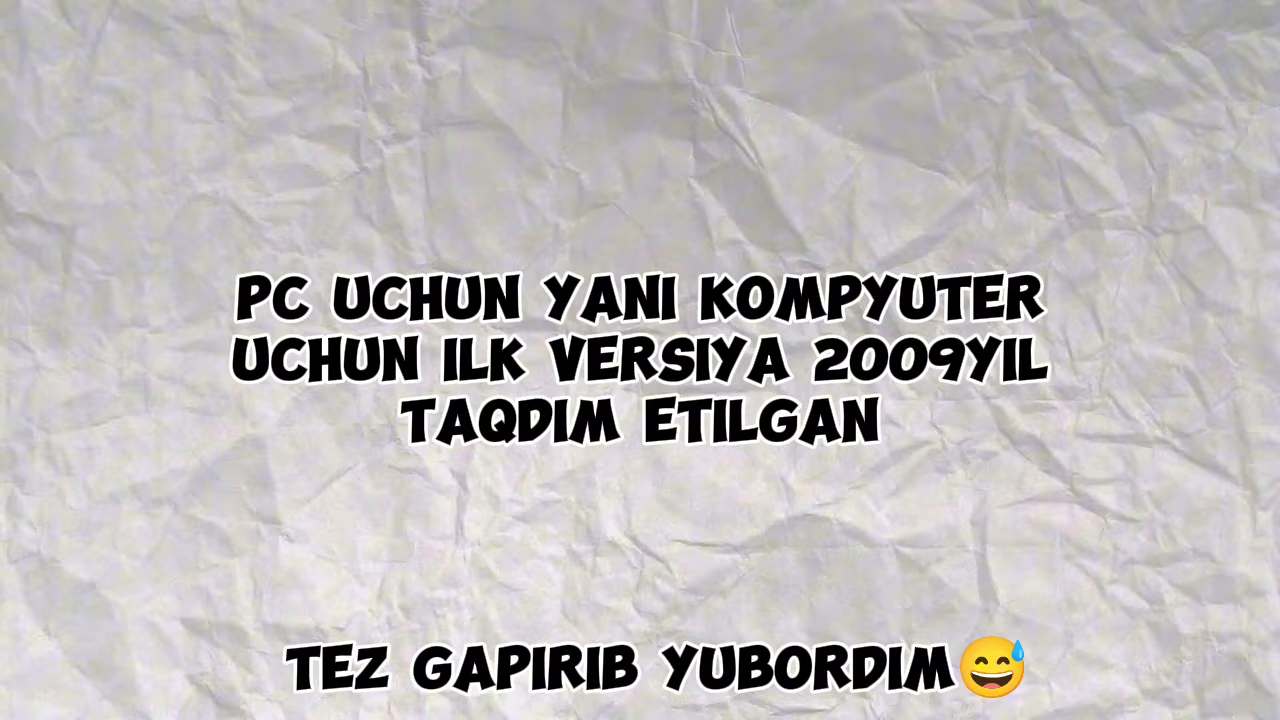 PC UCHUN YANI KOMPYUTER
UCHUN ILK VERSIYA 2009YIL
TAQDIM ETILGAN
TEZ GAPIRIB YUBORDIM😅